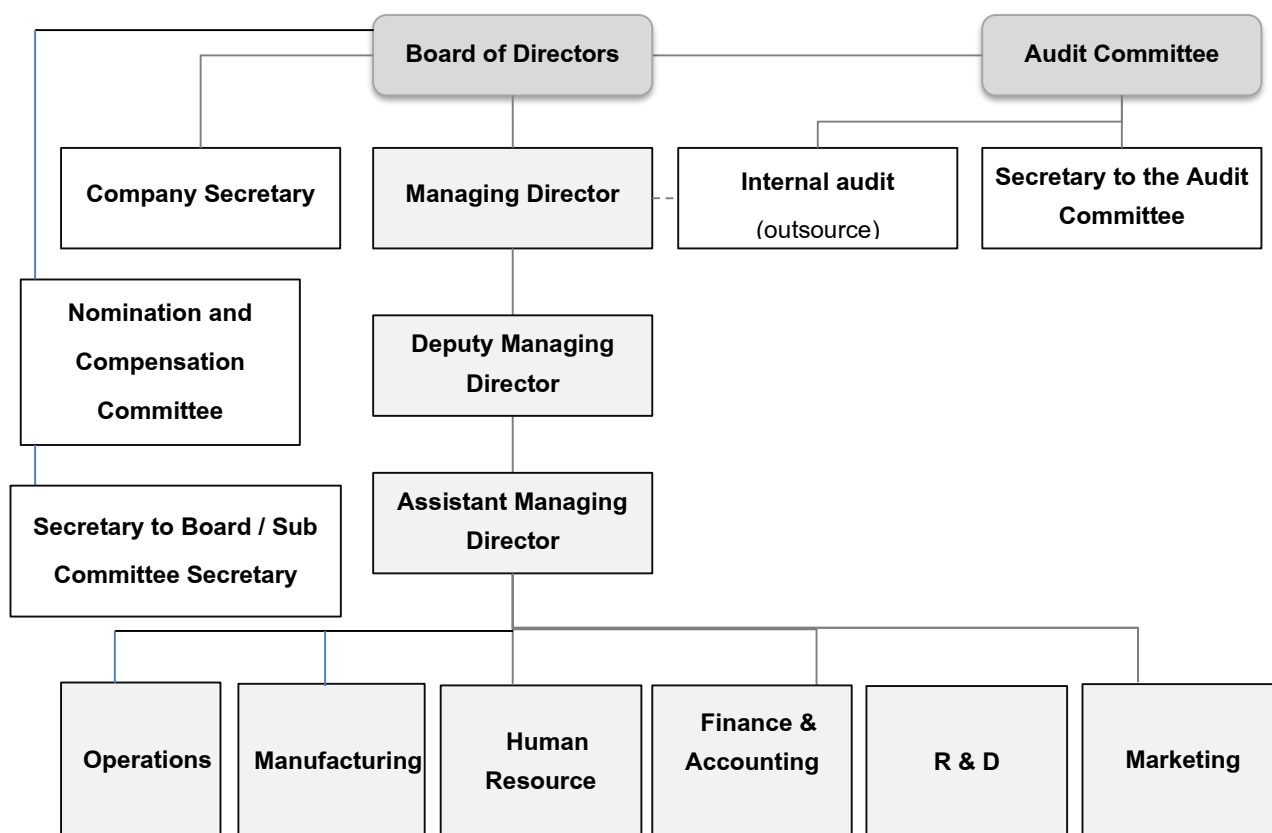 Board of Directors
Audit Committee
Company Secretary
Managing Director
Internal audit
(outsource)
Secretary to the Audit
Committee
Nomination and
Compensation
Committee
Deputy Managing
Director
Secretary to Board / Sub
Committee Secretary
Assistant Managing
Director
Operations
Manufacturing
Human
Resource
Finance &
Accounting
R & D
Marketing